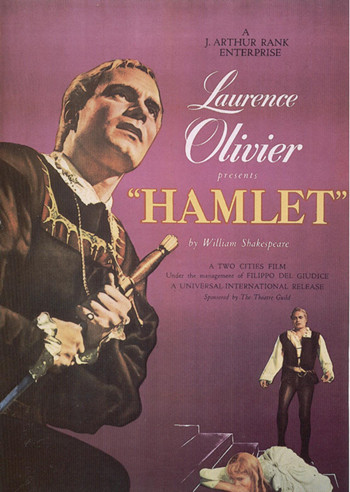 A
J. ARTHUR RANK
ENTERPRISE
Laurence
Olivier
presents
"HAMLET"
by William Shakespeare
A TWO CITIES FILM
Under the management of FILIPPO DEL GIUDICE
A UNIVERSAL-INTERNATIONAL RELEASE
Sponsored by The Theatre Guild